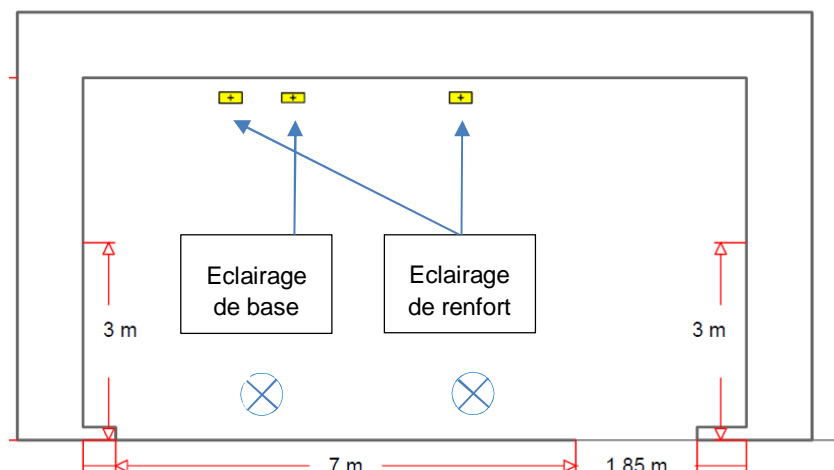 Eclairage
de base
Eclairage
de renfort
3 m
3 m
7 m
1.85 m